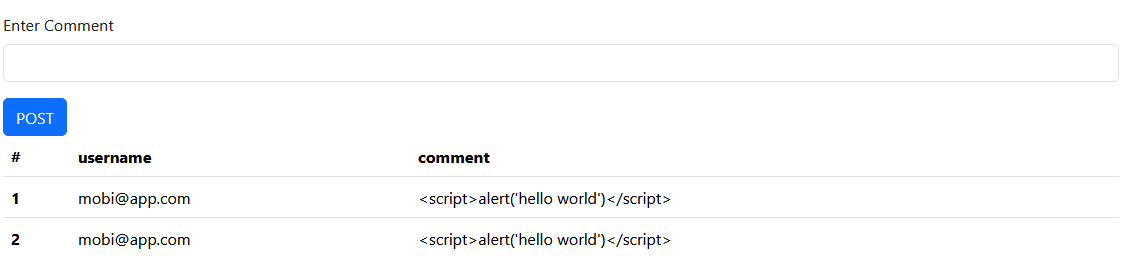 Enter Comment
POST
# username comment
1 mobi@app.com <script>alert('hello world')</script>
2 mobi@app.com <script>alert('hello world')</script>